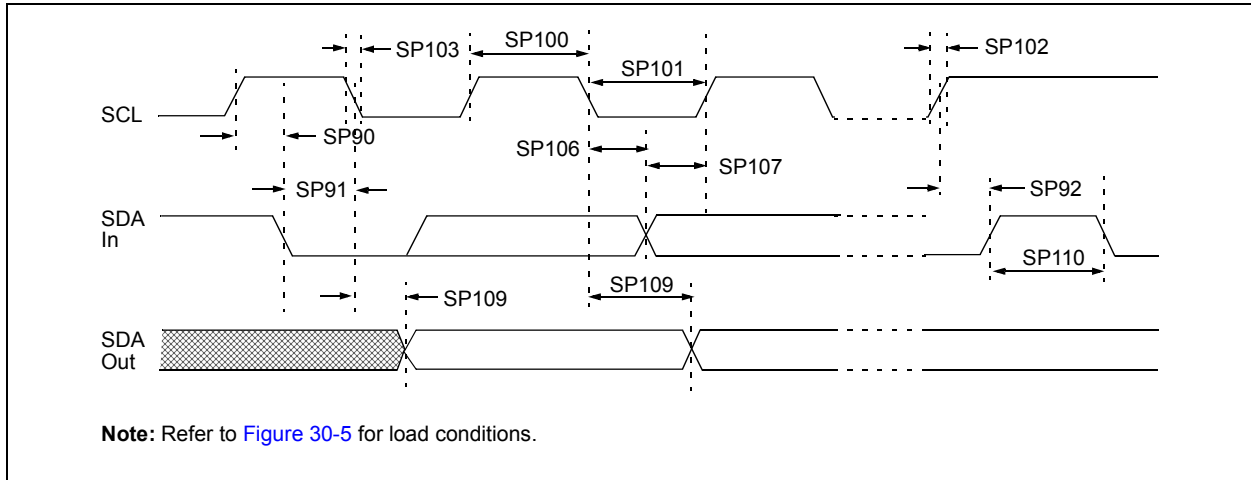 SP103
SP100
SP102
SP101
SCL
SP90
SP106
SP107
SP91
SP92
SDA
In
SP110
SP109
SP109
SDA
Out
Note: Refer to Figure 30-5 for load conditions.